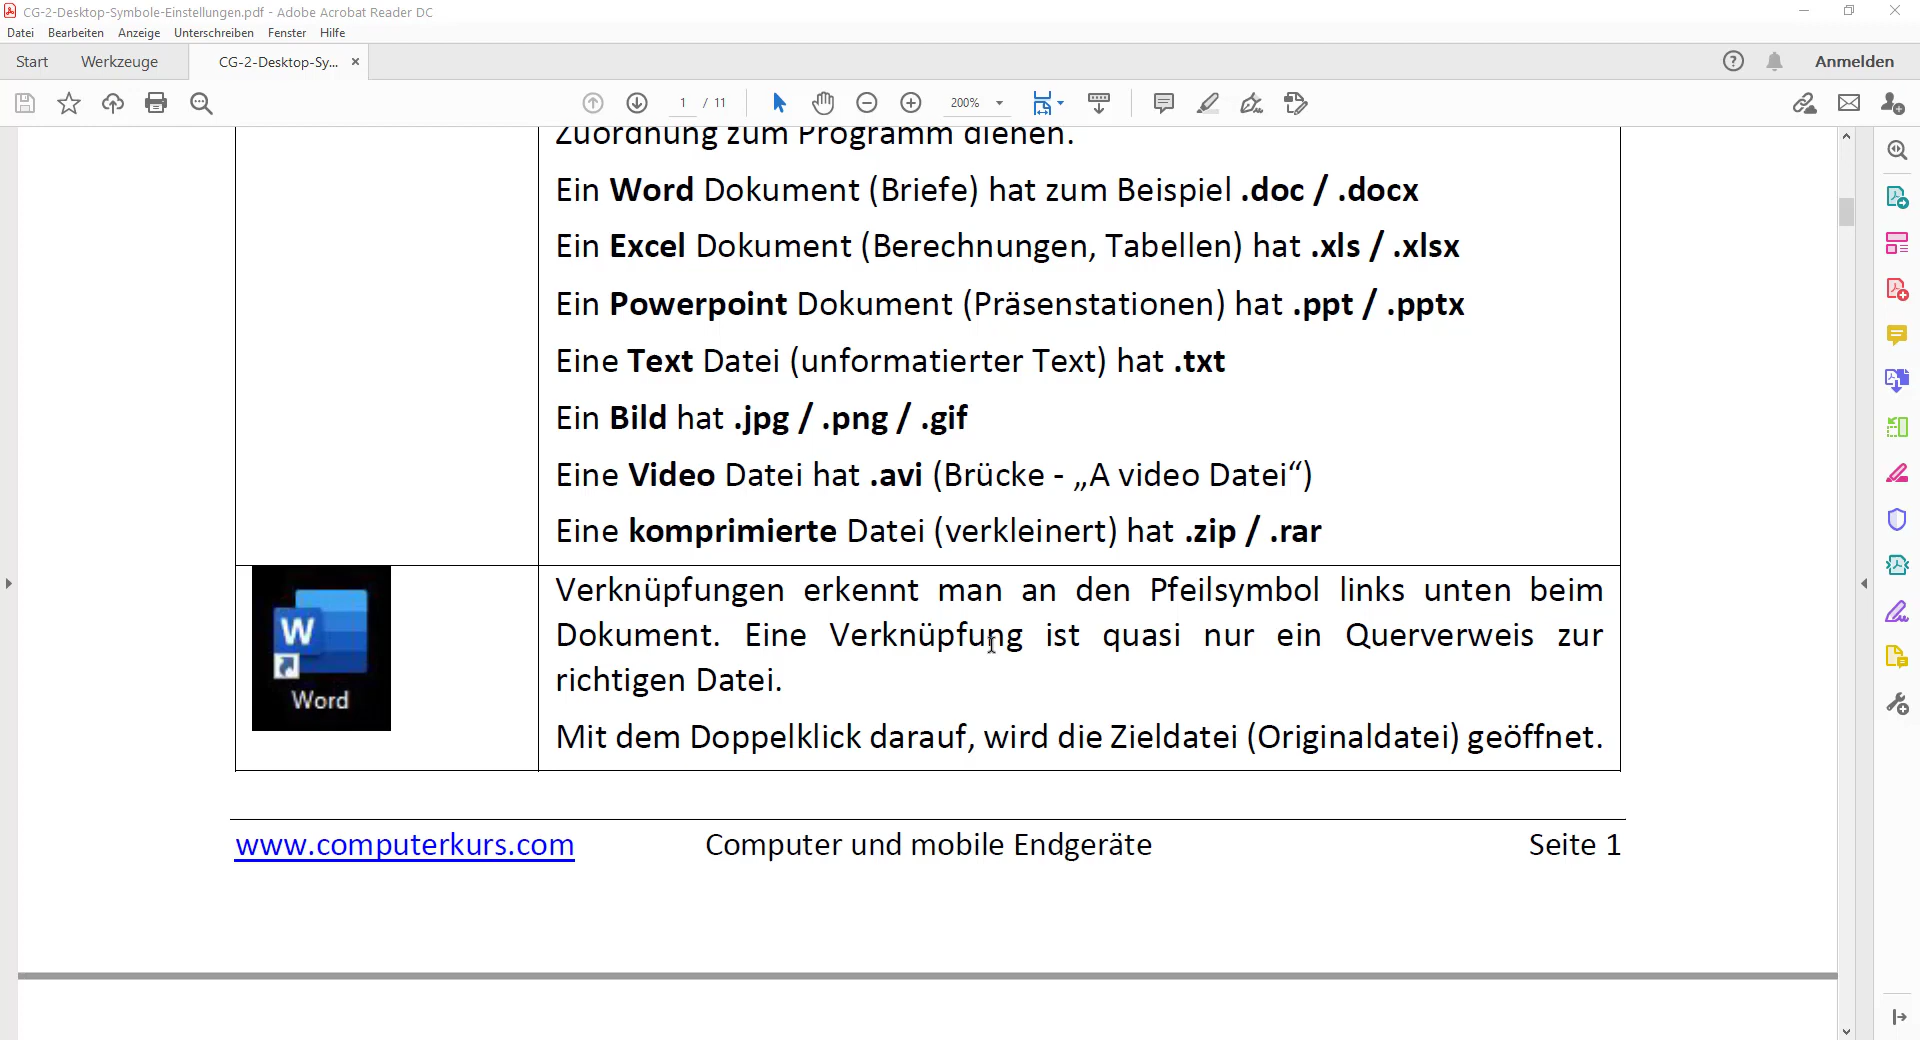 CG-2-Desktop-Symbole-Einstellungen.pdf - Adobe Acrobat Reader DC
Datei Bearbeiten Anzeige Unterschreiben Fenster Hilfe
Start Werkzeuge CG-2-Desktop-Sy... × Anmelden
1 / 11 200%
Zuordnung zum Programm dienen.
Ein Word Dokument (Briefe) hat zum Beispiel .doc / .docx
Ein Excel Dokument (Berechnungen, Tabellen) hat .xls / .xlsx
Ein Powerpoint Dokument (Präsenstationen) hat .ppt / .pptx
Eine Text Datei (unformatierter Text) hat .txt
Ein Bild hat .jpg / .png / .gif
Eine Video Datei hat .avi (Brücke - „A video Datei“)
Eine komprimierte Datei (verkleinert) hat .zip / .rar
W
Word
Verknüpfungen erkennt man an den Pfeilsymbol links unten beim
Dokument. Eine Verknüpfung ist quasi nur ein Querverweis zur
richtigen Datei.
Mit dem Doppelklick darauf, wird die Zieldatei (Originaldatei) geöffnet.
www.computerkurs.com Computer und mobile Endgeräte Seite 1